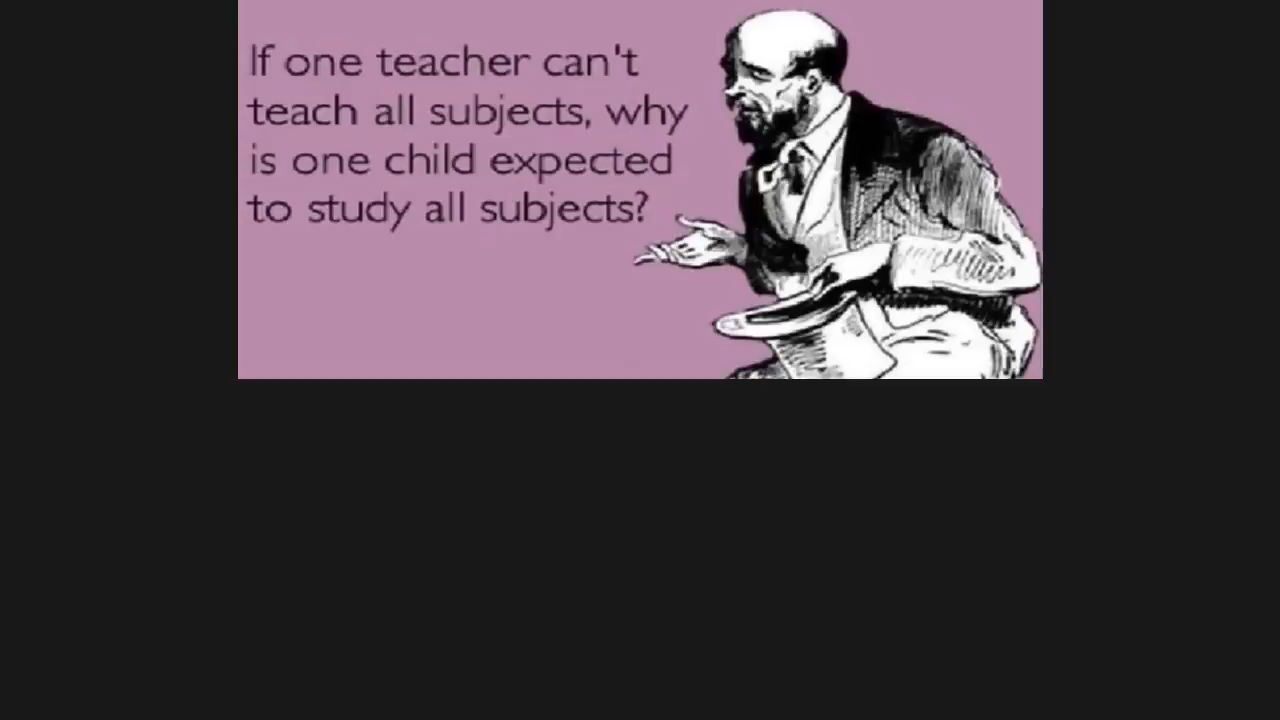 If one teacher can't
teach all subjects, why
is one child expected
to study all subjects?